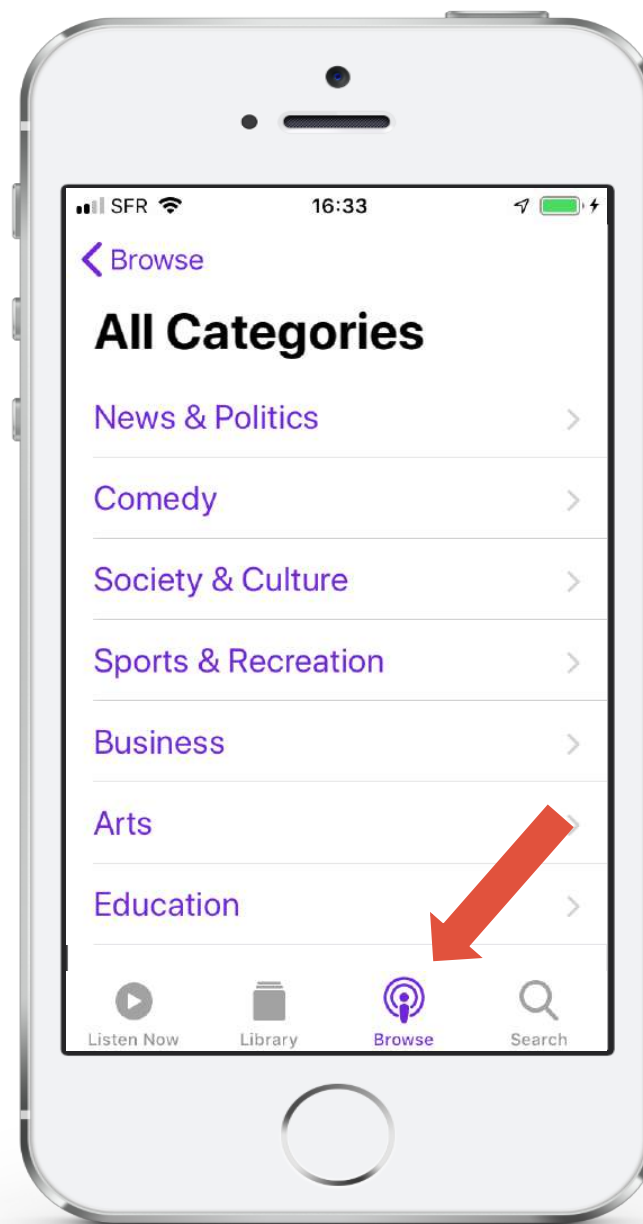 SFR 16:33
Browse
All Categories
News & Politics
Comedy
Society & Culture
Sports & Recreation
Business
Arts
Education
Listen Now Library Browse Search